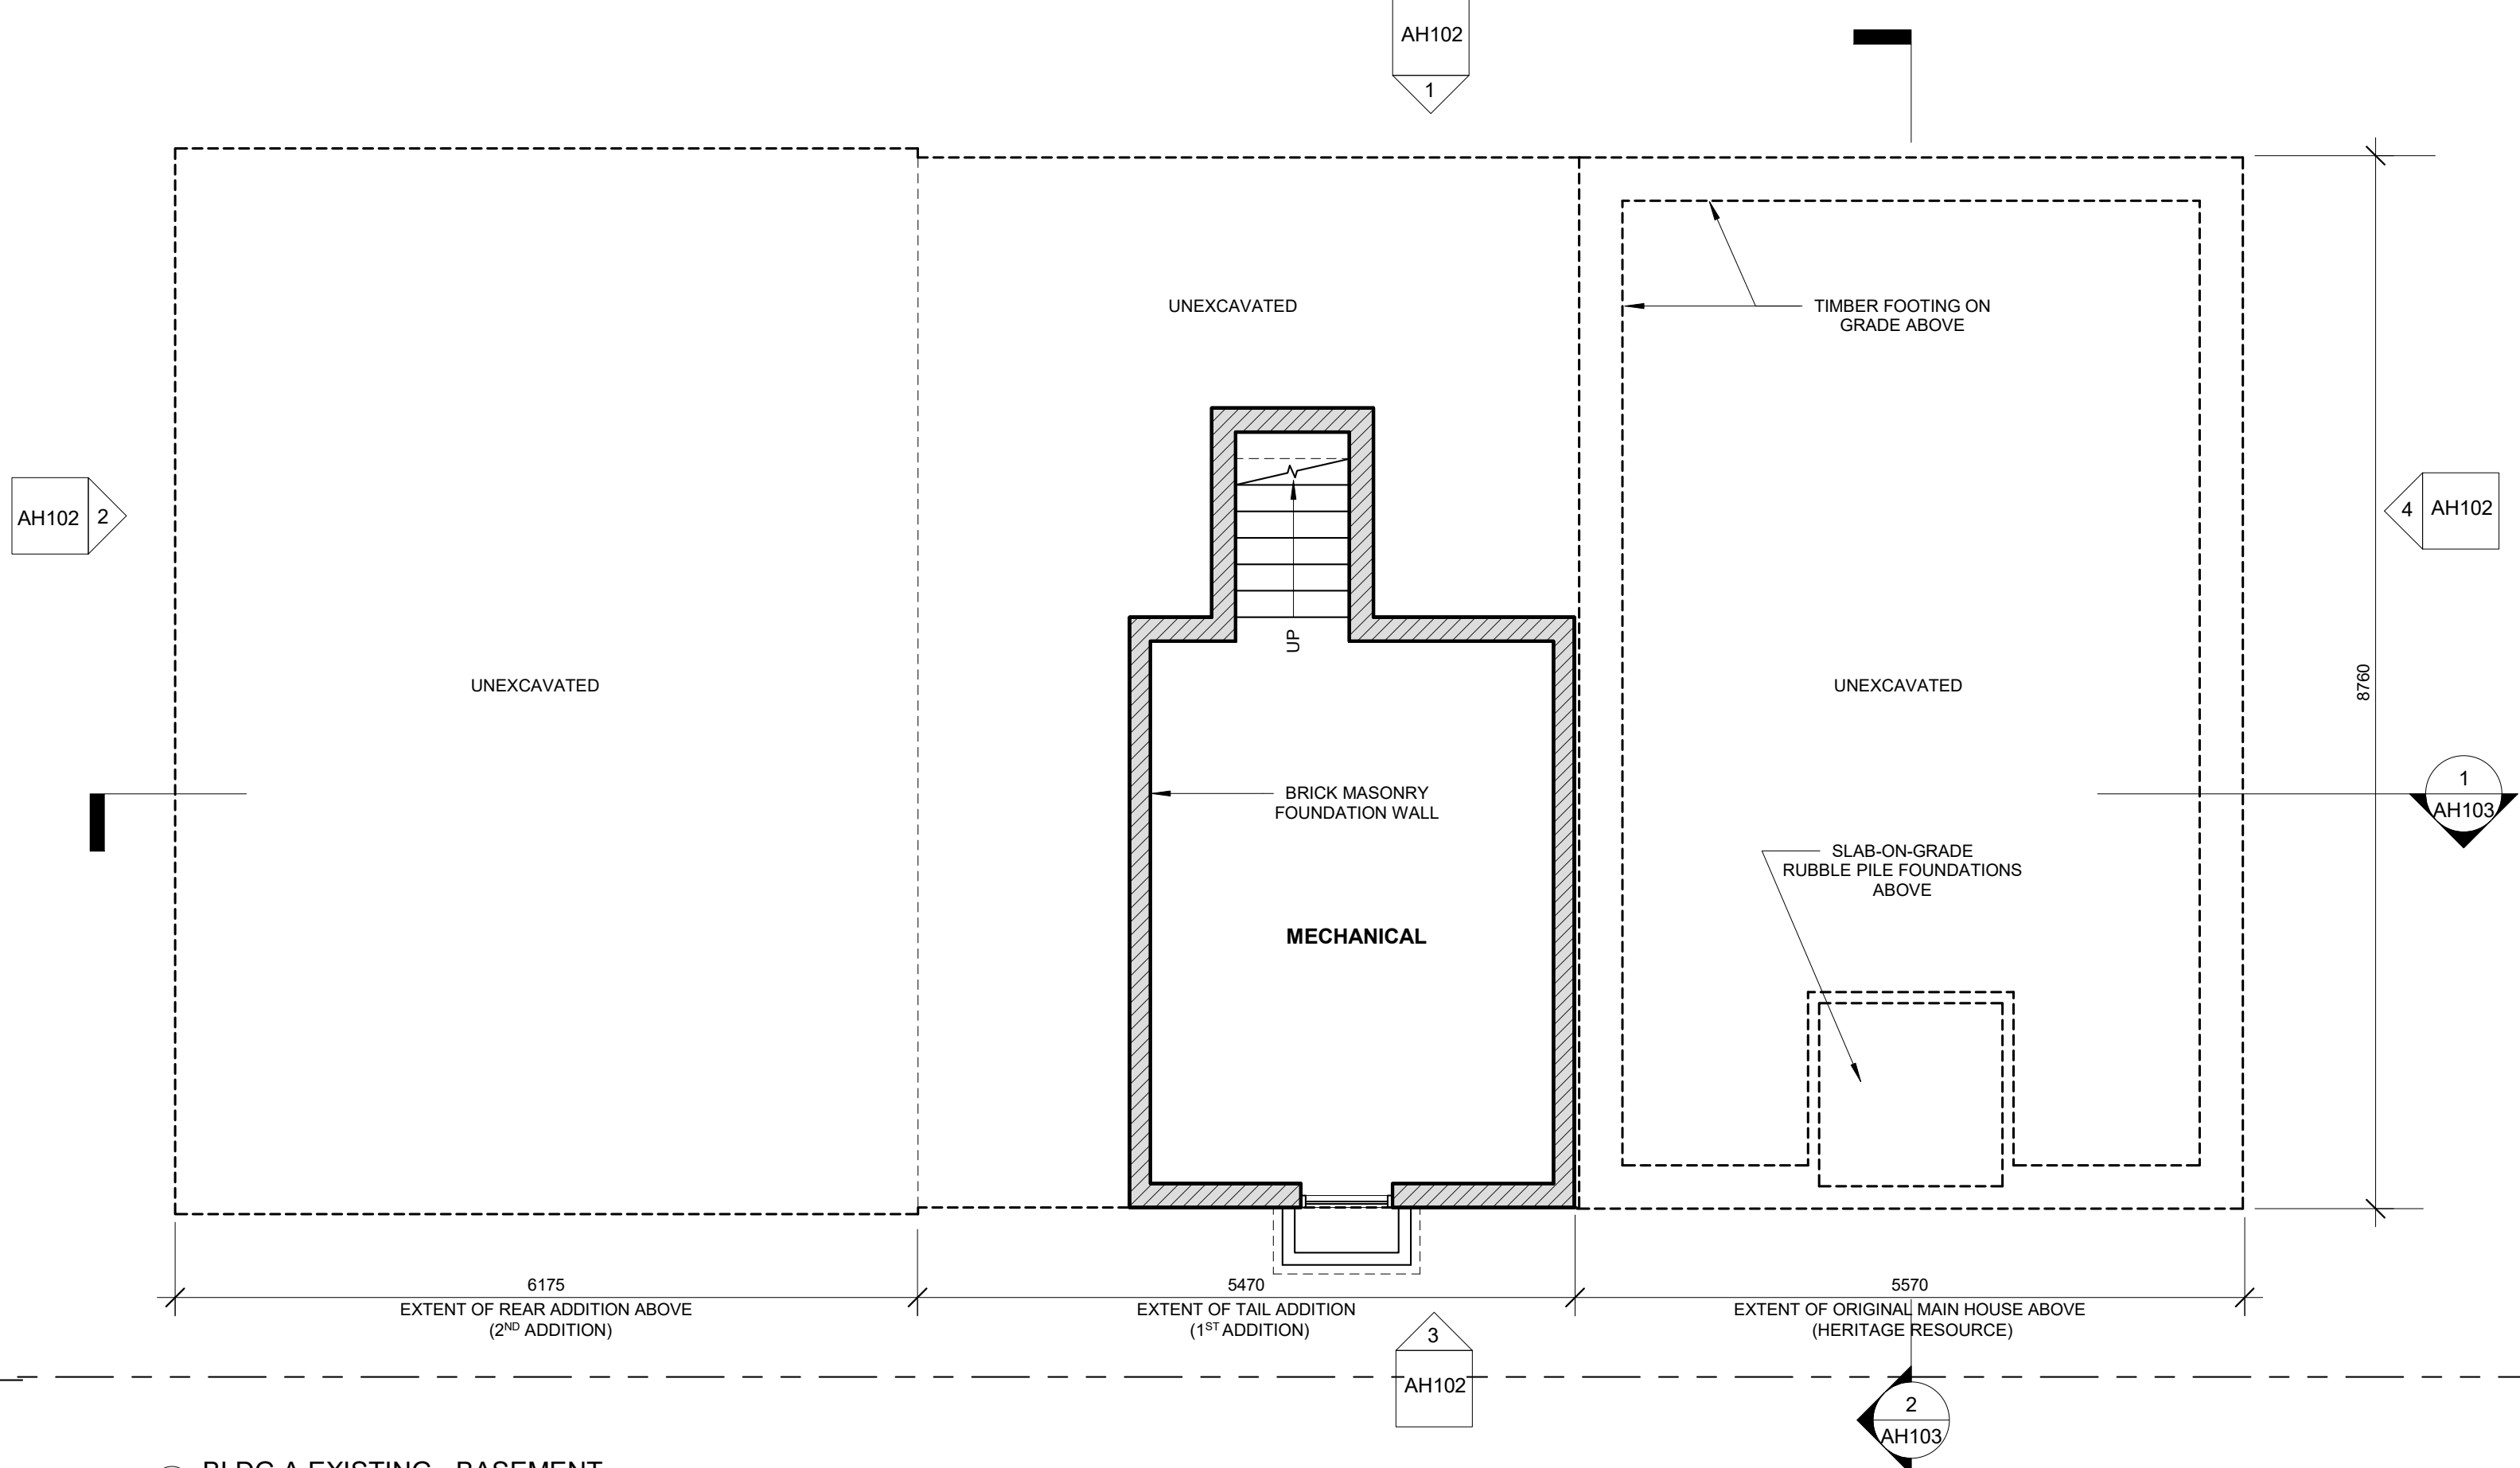 AH102
1
UNEXCAVATED
TIMBER FOOTING ON
GRADE ABOVE
AH102
2
4
AH102
UP
UNEXCAVATED
UNEXCAVATED
8760
BRICK MASONRY
FOUNDATION WALL
1
AH103
SLAB-ON-GRADE
RUBBLE PILE FOUNDATIONS
ABOVE
MECHANICAL
6175
EXTENT OF REAR ADDITION ABOVE
(2ND ADDITION)
5470
EXTENT OF TAIL ADDITION
(1ST ADDITION)
5570
EXTENT OF ORIGINAL MAIN HOUSE ABOVE
(HERITAGE RESOURCE)
3
AH102
2
AH103
BLDG A EXISTING - BASEMENT